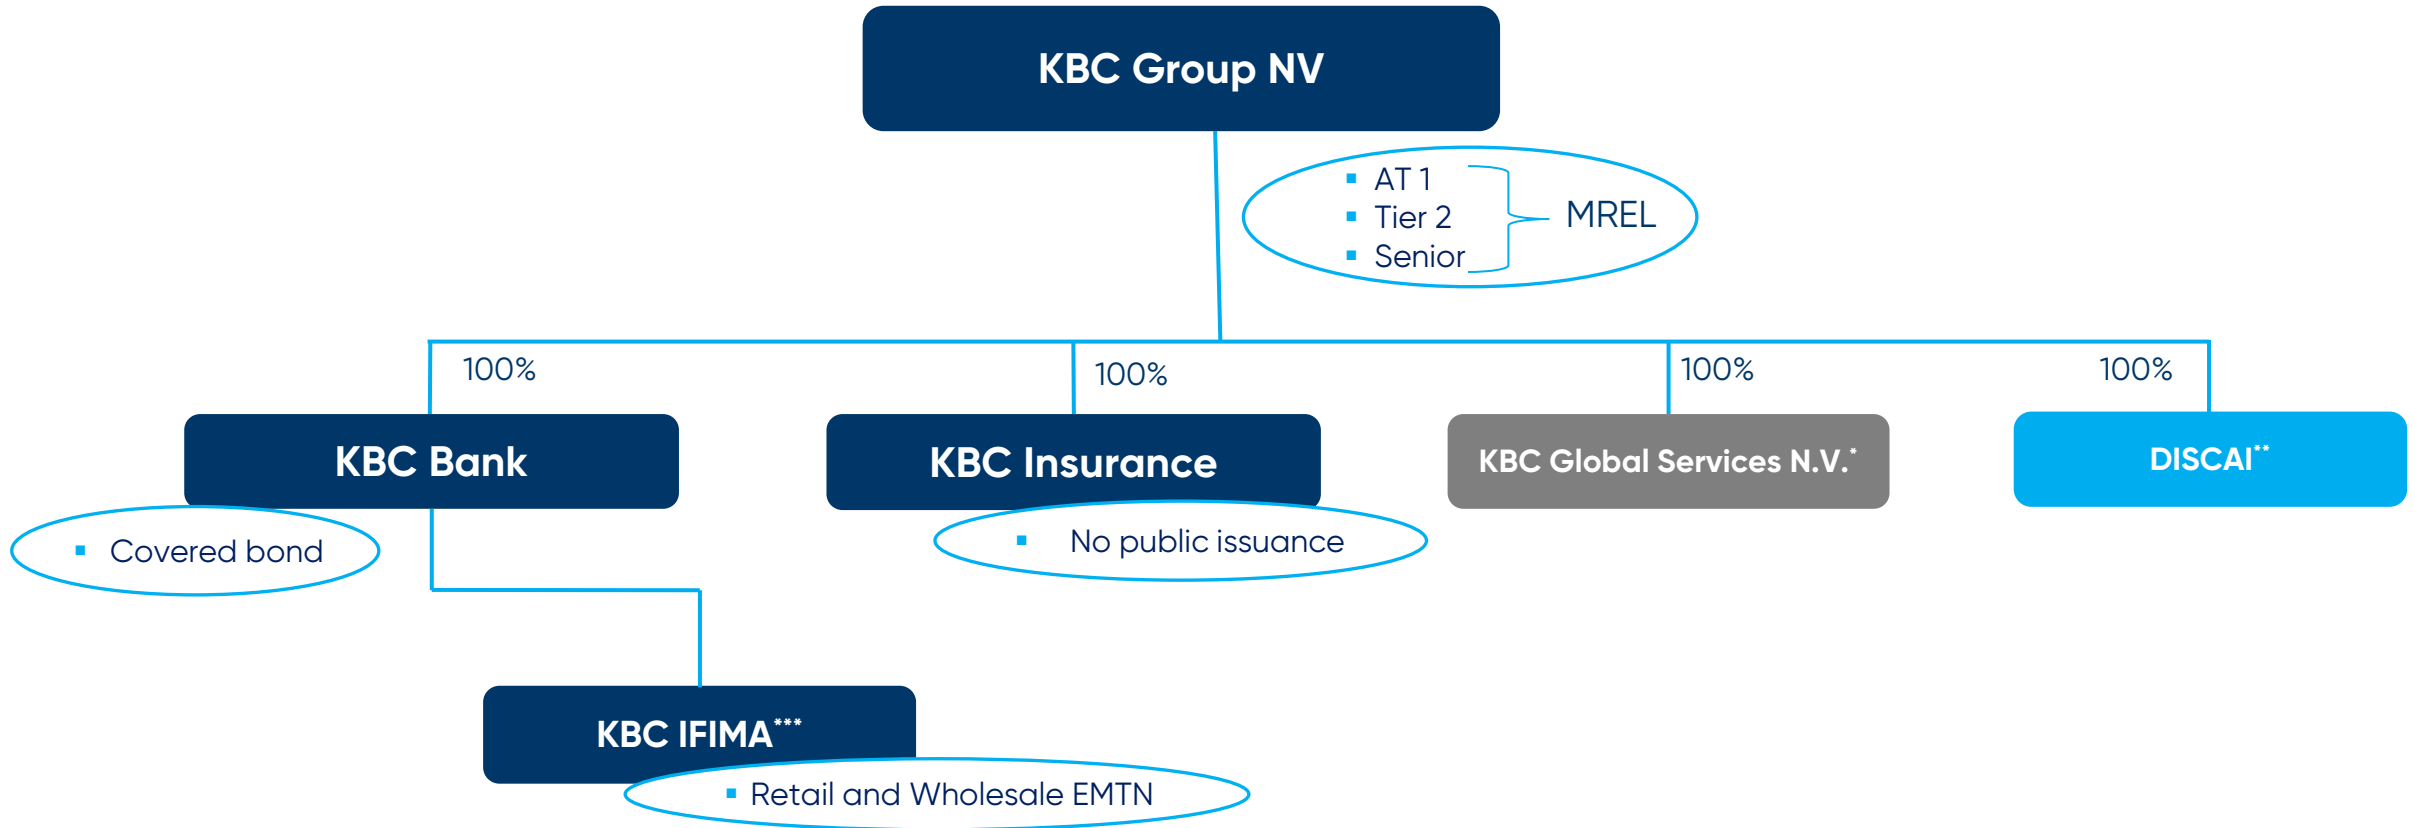 KBC Group NV
▪ AT 1
▪ Tier 2
▪ Senior
MREL
100%
100%
100%
100%
KBC Bank
KBC Insurance
KBC Global Services N.V.*
DISCAI**
▪ Covered bond
▪ No public issuance
KBC IFIMA***
▪ Retail and Wholesale EMTN